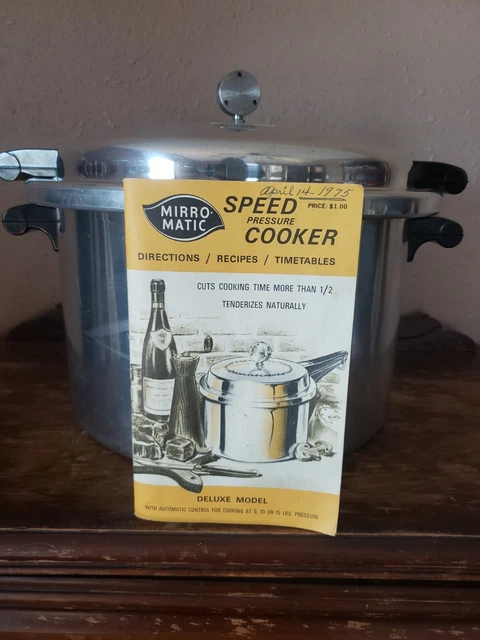 April 14-1975
MIRRO-MATIC
SPEED
PRICE: $1.00
PRESSURE
COOKER
DIRECTIONS / RECIPES / TIMETABLES
CUTS COOKING TIME MORE THAN 1/2
TENDERIZES NATURALLY
DELUXE MODEL
WITH AUTOMATIC CONTROL FOR COOKING AT 5, 10 OR 15 LBS. PRESSURE